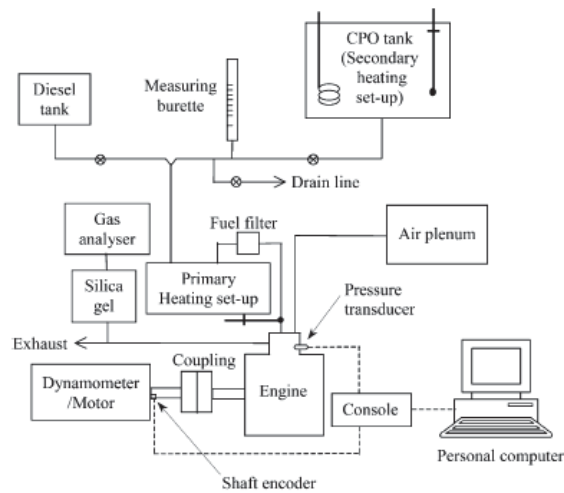 CPO tank
(Secondary
heating
set-up)
Diesel
tank
Measuring
burette
Drain line
Gas
analyser
Fuel filter
Air plenum
Silica
gel
Primary
Heating set-up
Pressure
transducer
Exhaust
Coupling
Dynamometer
/Motor
Engine
Console
Personal computer
Shaft encoder